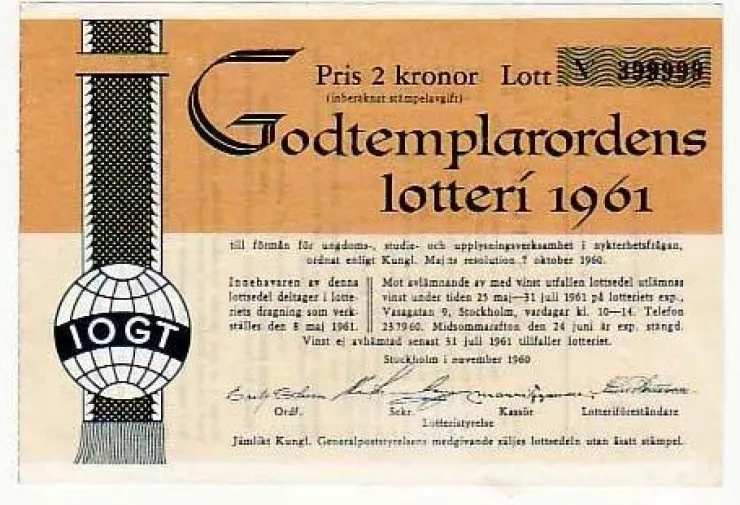 Pris 2 kronor Lott N 399999
(inberäknat stämpelavgift)
Godtemplarordens
lotteri 1961
till förmån för ungdoms-, studie- och upplysningsverksamhet i nykterhetsfrågan,
ordnat enligt Kungl. Maj:ts resolution 7 oktober 1960.
Innehavaren av denna
lottsedel deltager i lotte-
riets dragning som verk-
ställes den 8 maj 1961.
Mot avlämnande av med vinst utfallen lottsedel utlämnas
vinst under tiden 25 maj—31 juli 1961 på lotteriets exp.,
Vasagatan 9, Stockholm, vardagar kl. 10—14. Telefon
237960. Midsommarafton den 24 juni är exp. stängd.
Vinst ej avhämtad senast 31 juli 1961 tillfaller lotteriet.
Stockholm i november 1960
Ordf. Sekr. Kassör Lotteriföreståndare
Lotteristyrelse
Jämlikt Kungl. Generalpoststyrelsens medgivande säljes lottsedeln utan åsatt stämpel.
IOGT